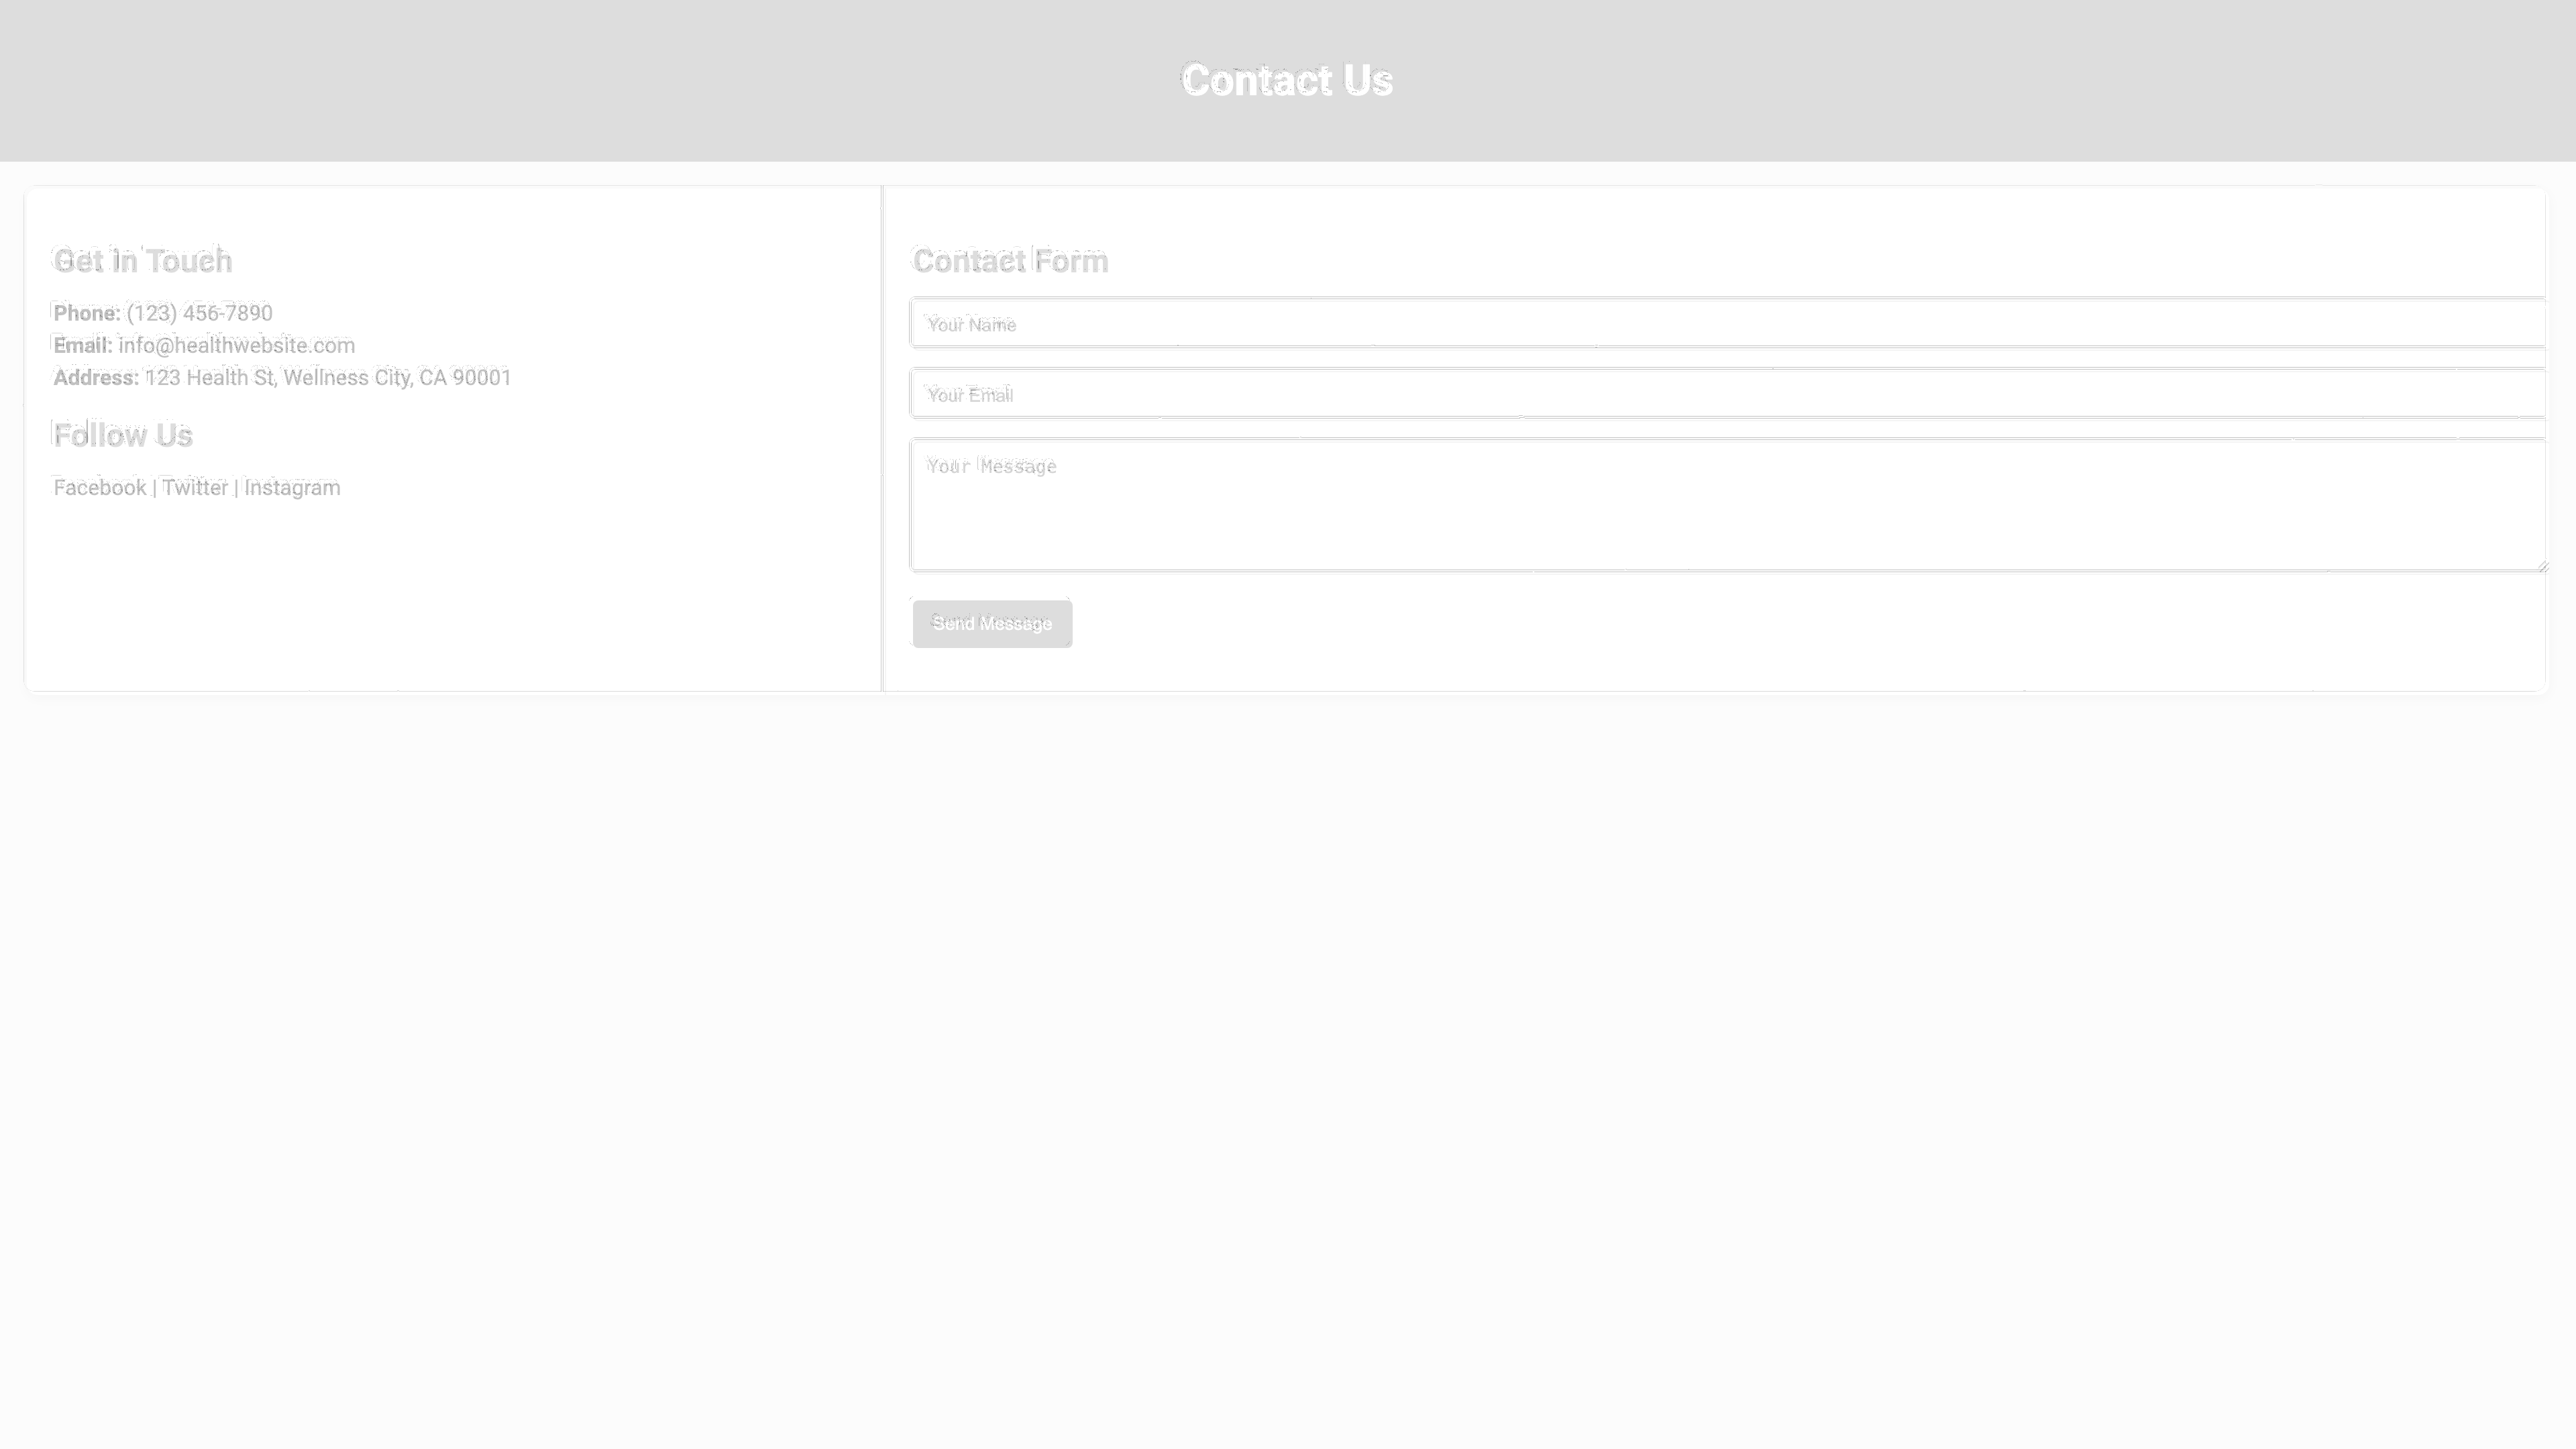 Contact Us
Get in Touch
Phone: (123) 456-7890
Email: info@healthwebsite.com
Address: 123 Health St, Wellness City, CA 90001
Follow Us
Facebook | Twitter | Instagram
Contact Form
Your Name
Your Email
Your Message
Send Message